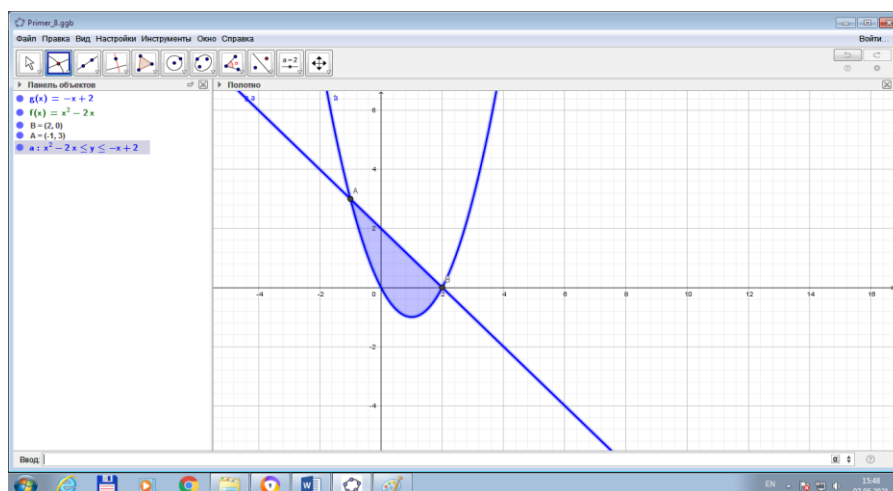 Primer_8.ggb
Файл Правка Вид Настройки Инструменты Окно Справка
Войти...
a=2
Панель объектов
Полотно
g(x) = −x + 2
f(x) = x² − 2x
B = (2, 0)
A = (-1, 3)
a : x² − 2x ≤ y ≤ −x + 2
6
4
A
2
B
-4 -2 0 2 4 6 8 10 12 14 16
-2
-4
Ввод:
α
EN
15:48